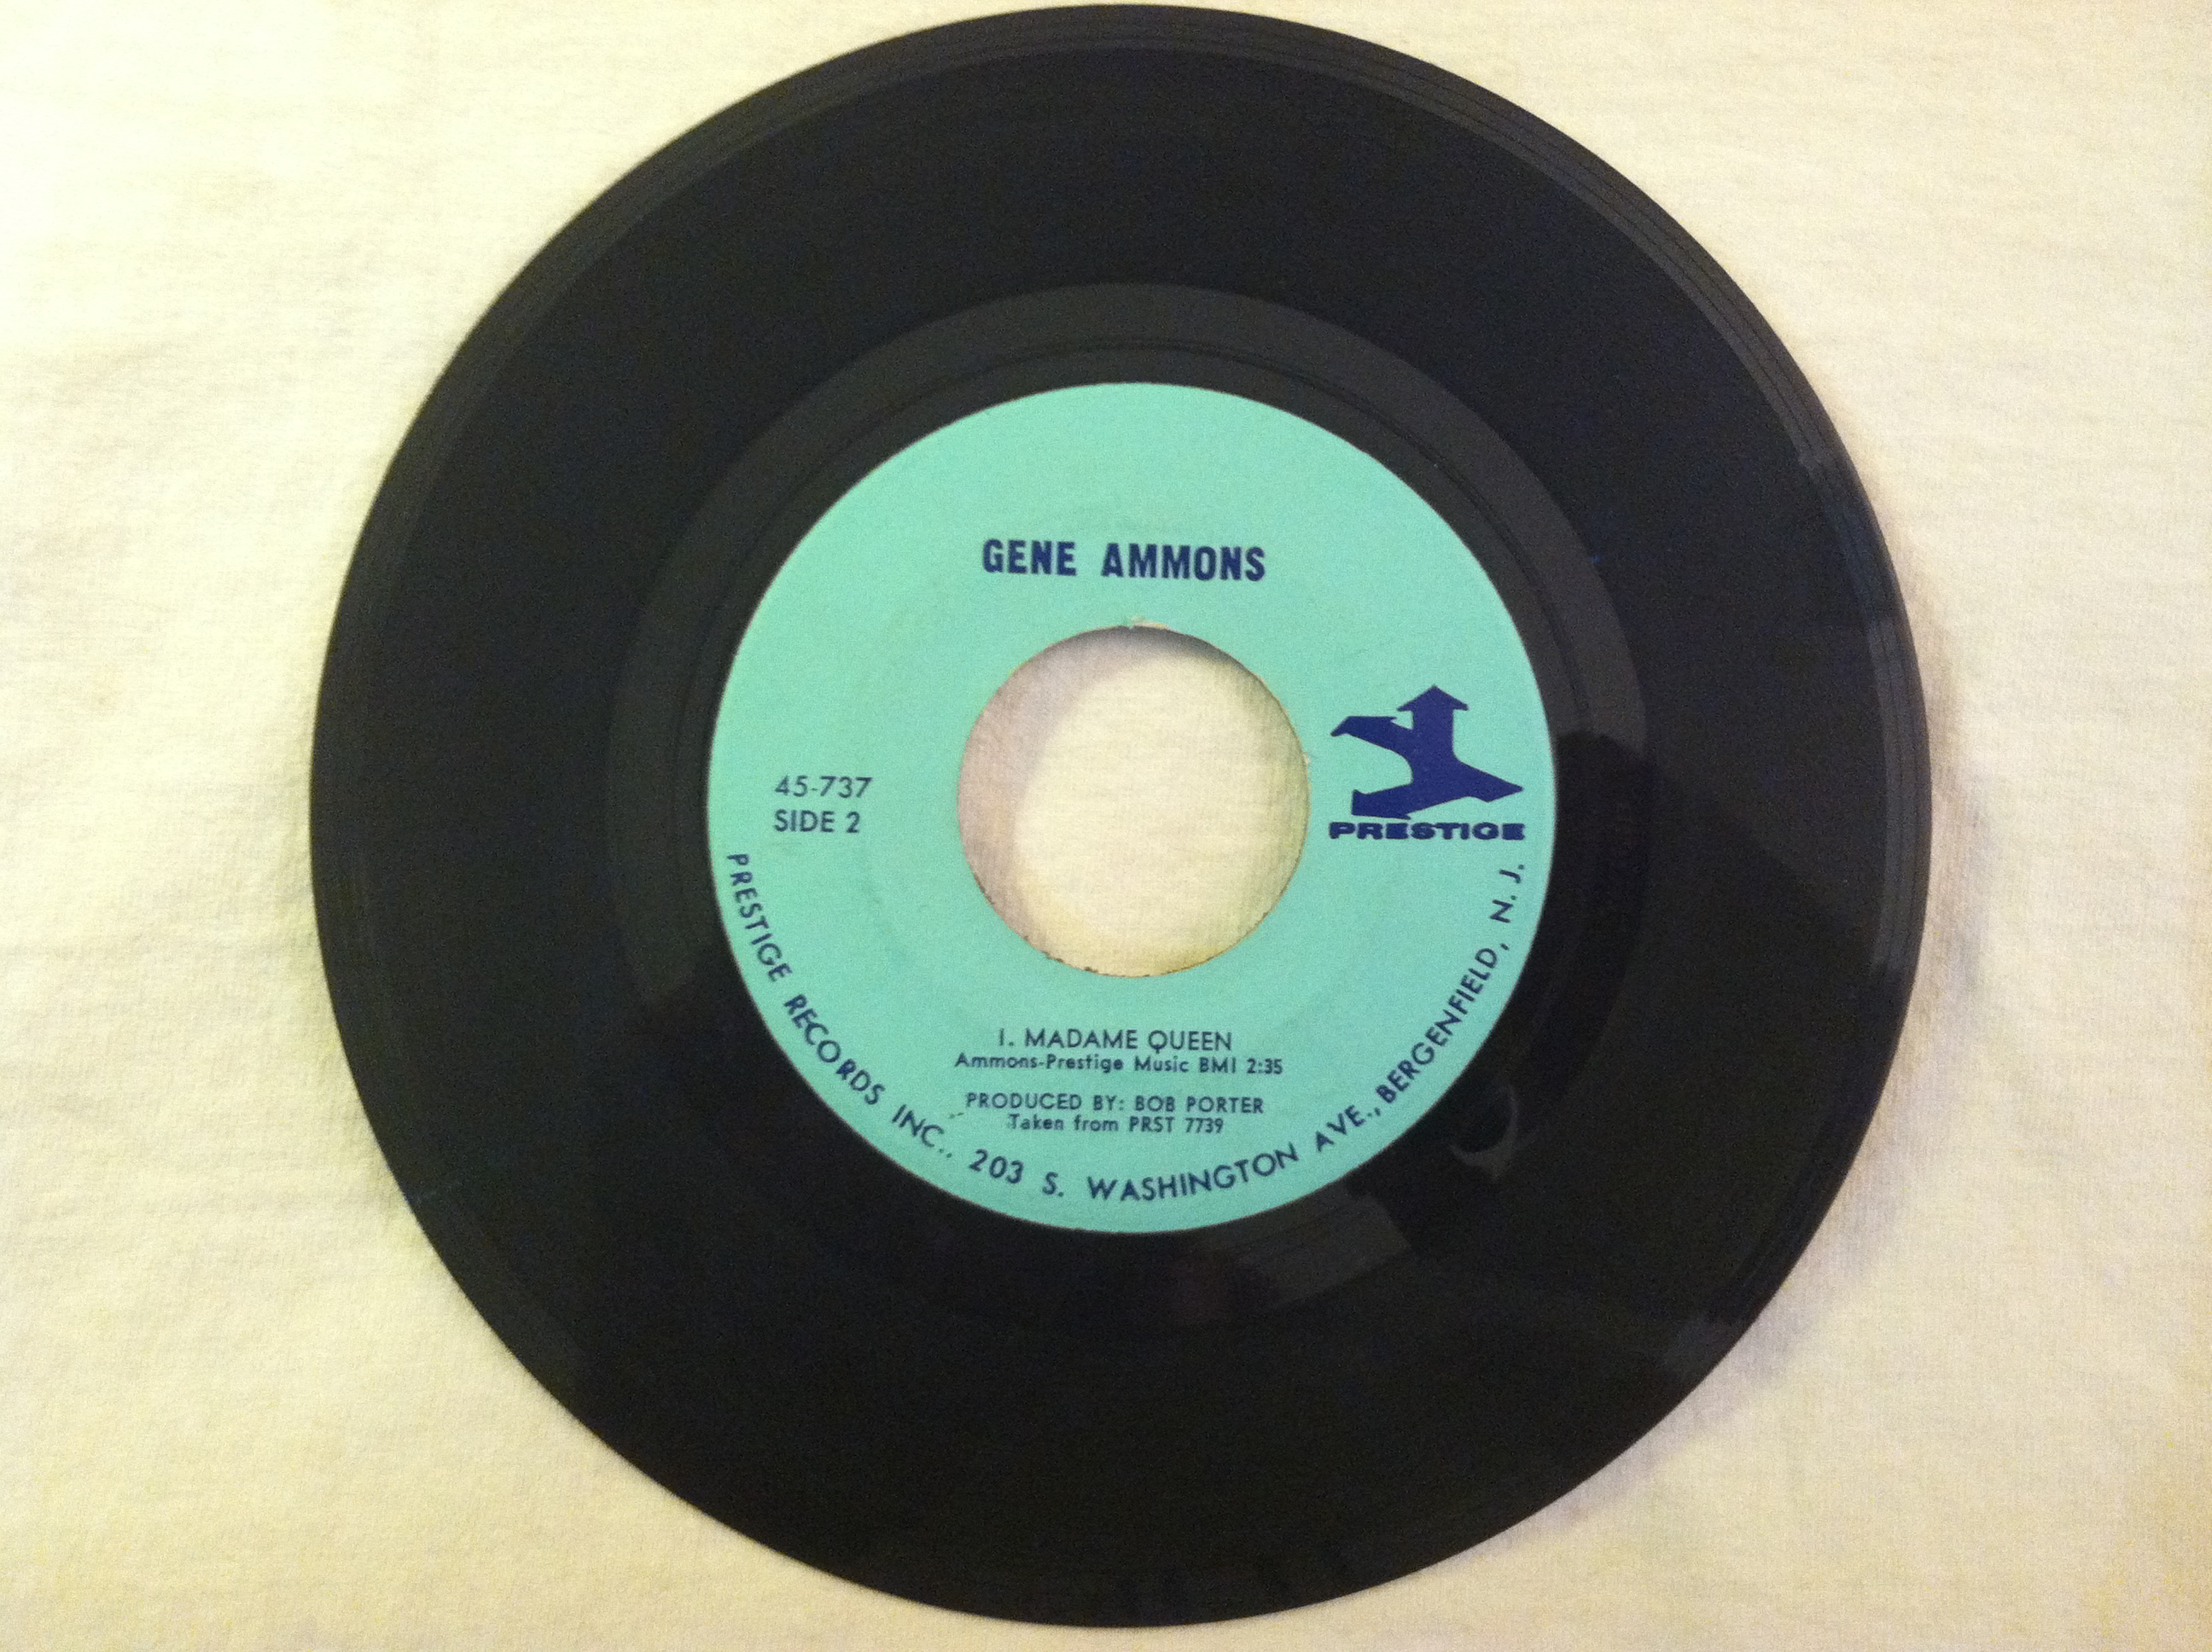 GENE AMMONS
45-737
SIDE 2
PRESTIGE
1. MADAME QUEEN
Ammons-Prestige Music BMI 2:35
PRODUCED BY: BOB PORTER
Taken from PRST 7739
PRESTIGE RECORDS INC., 203 S. WASHINGTON AVE., BERGENFIELD, N.J.